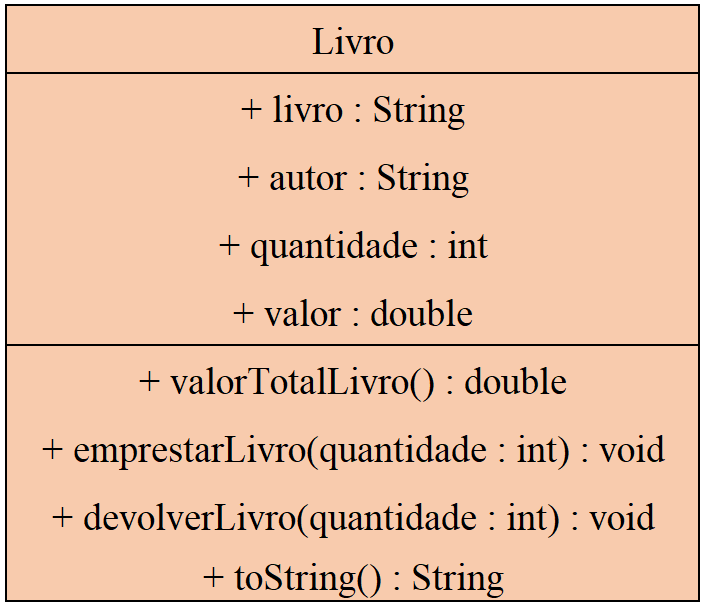 Livro
+ livro : String
+ autor : String
+ quantidade : int
+ valor : double
+ valorTotalLivro() : double
+ emprestarLivro(quantidade : int) : void
+ devolverLivro(quantidade : int) : void
+ toString() : String